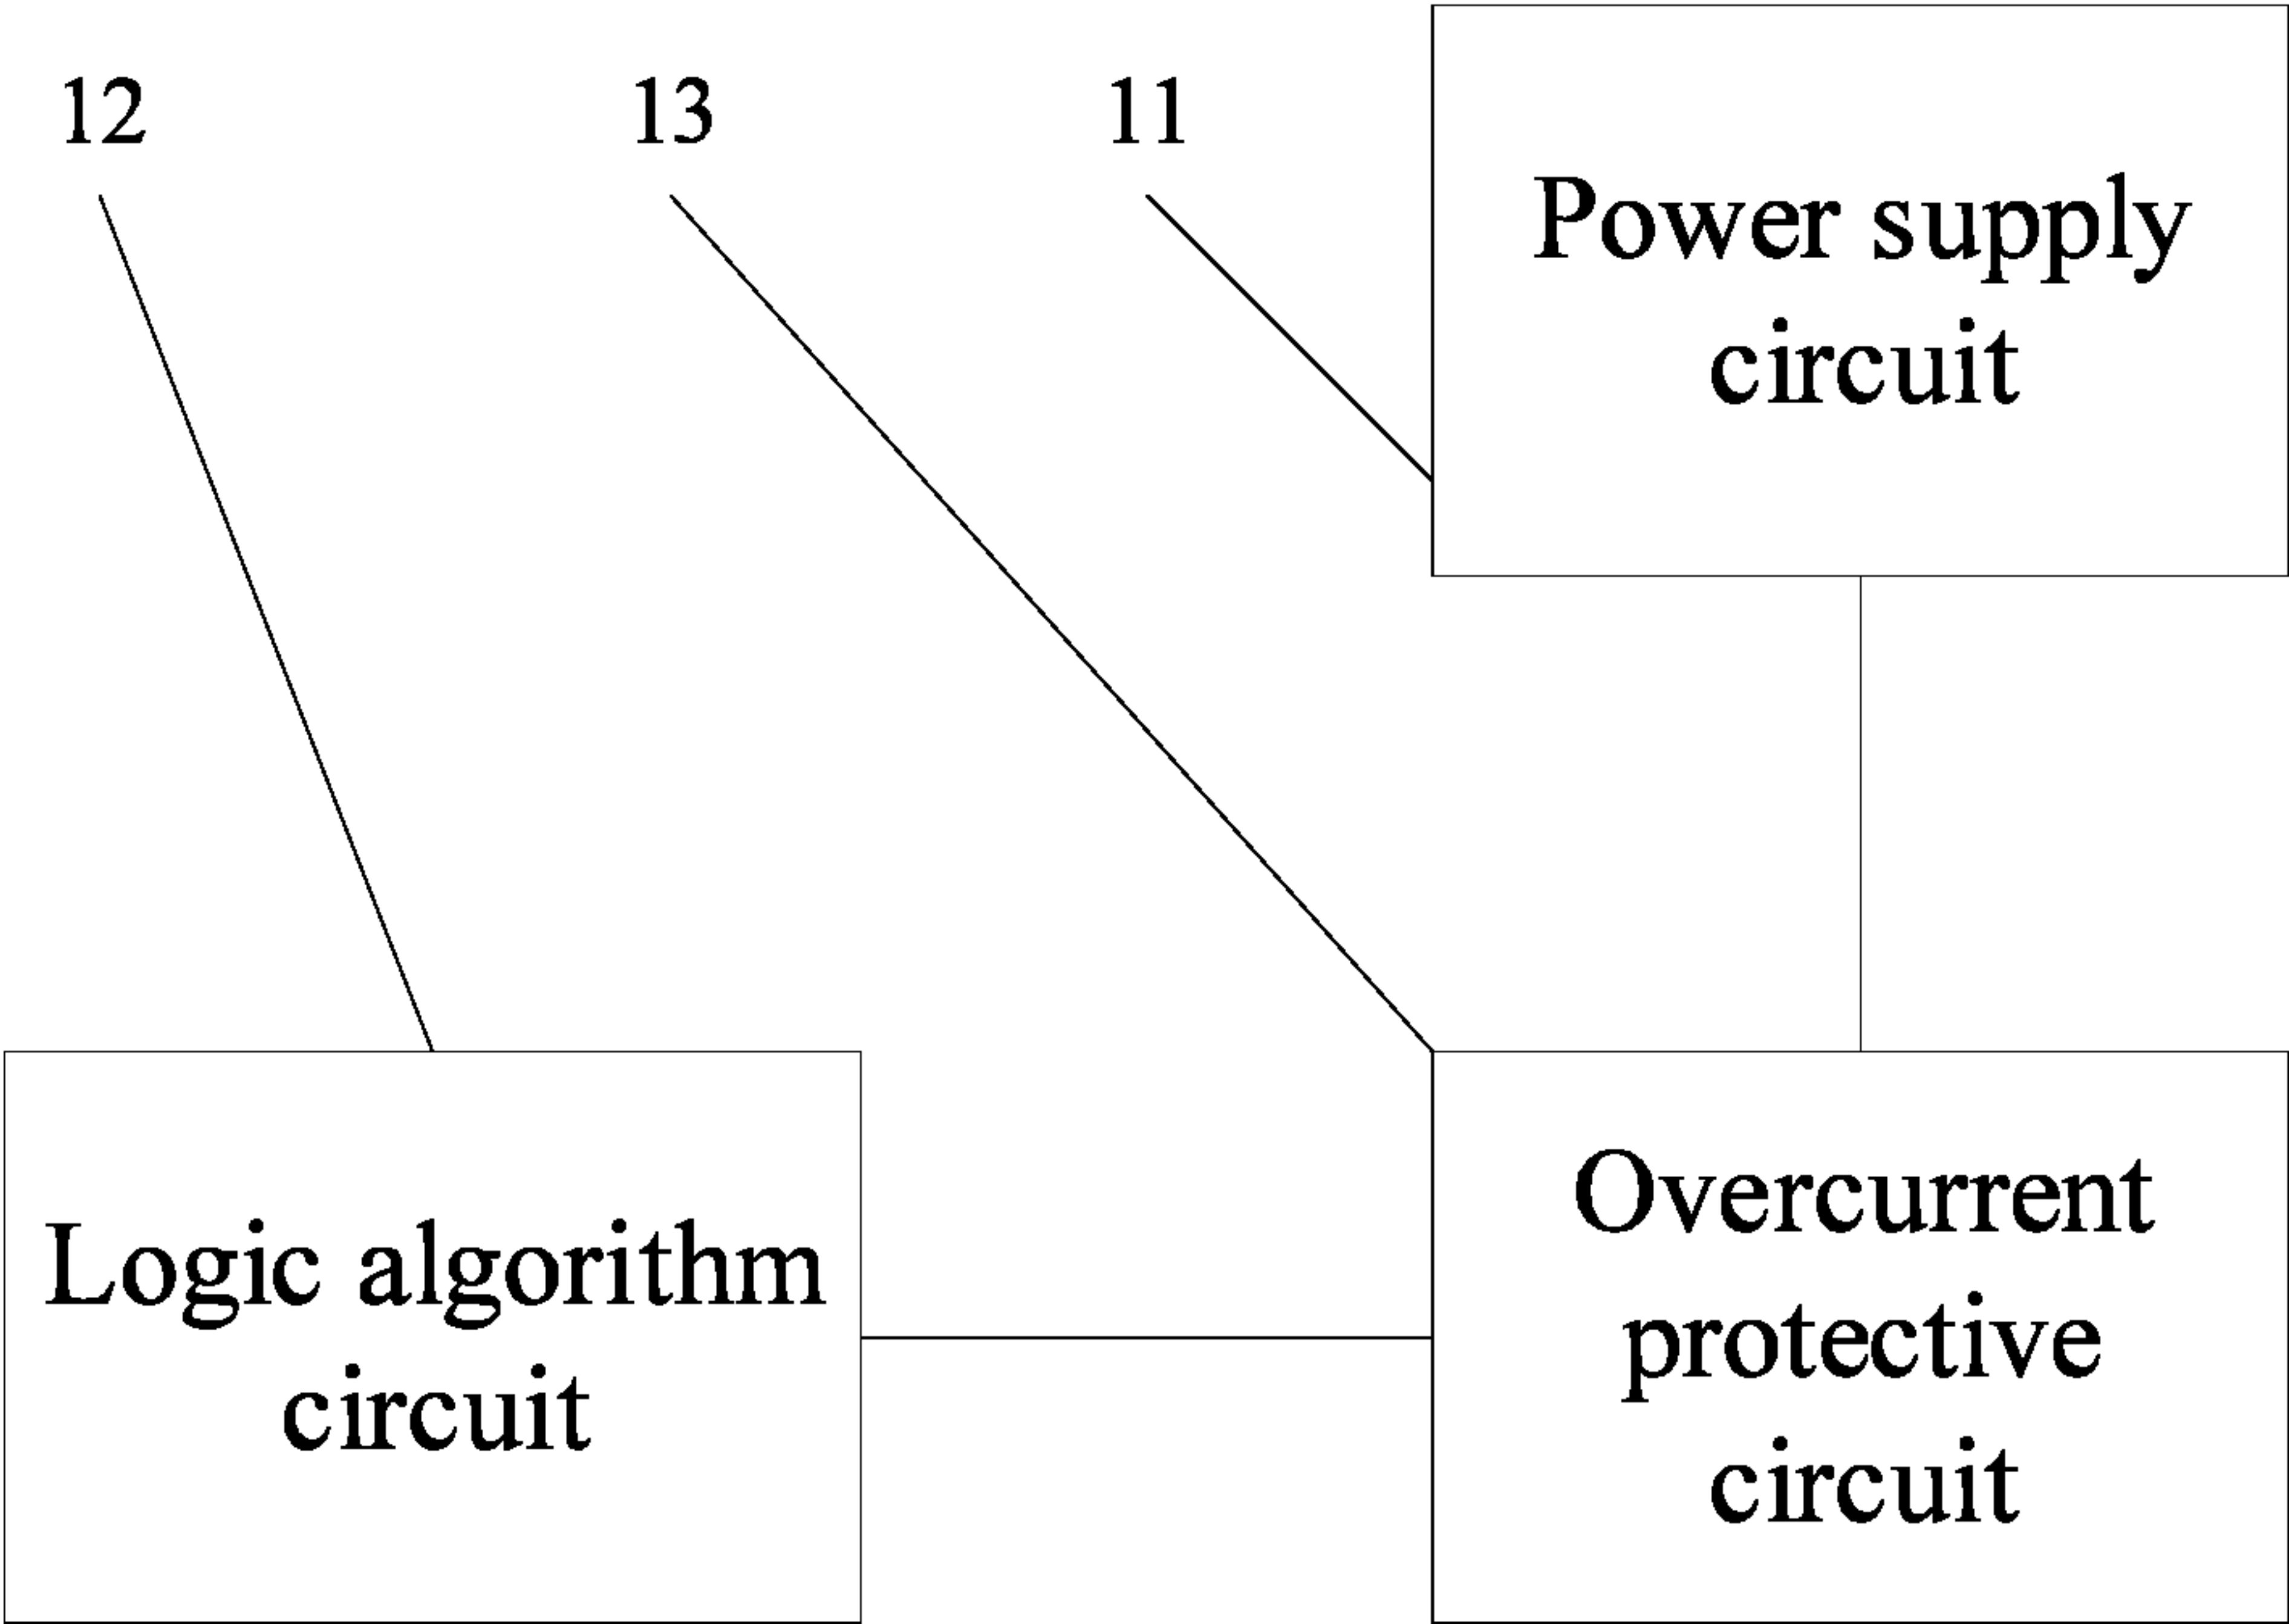 12
13
11
Power supply
circuit
Logic algorithm
circuit
Overcurrent
protective
circuit